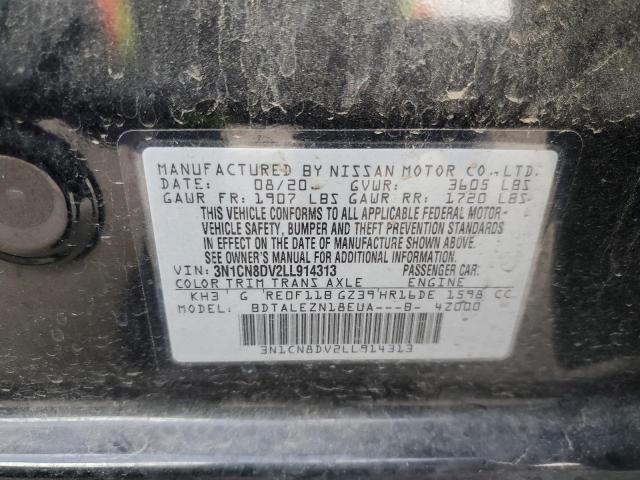 MANUFACTURED BY NISSAN MOTOR CO.,LTD.
DATE: 08/20 GVWR: 3605 LBS
GAWR FR: 1907 LBS GAWR RR: 1720 LBS
THIS VEHICLE CONFORMS TO ALL APPLICABLE FEDERAL MOTOR
VEHICLE SAFETY, BUMPER AND THEFT PREVENTION STANDARDS
IN EFFECT ON THE DATE OF MANUFACTURE SHOWN ABOVE.
SEE OWNER'S MANUAL FOR ADDITIONAL INFORMATION.
VIN: 3N1CN8DV2LL914313 PASSENGER CAR
COLOR TRIM TRANS AXLE ENGINE
KH3 G RE0F11B GZ39 HR16DE 1598 CC
MODEL: BDTALEZN18EUA---B- 4Z000
3N1CN8DV2LL914313